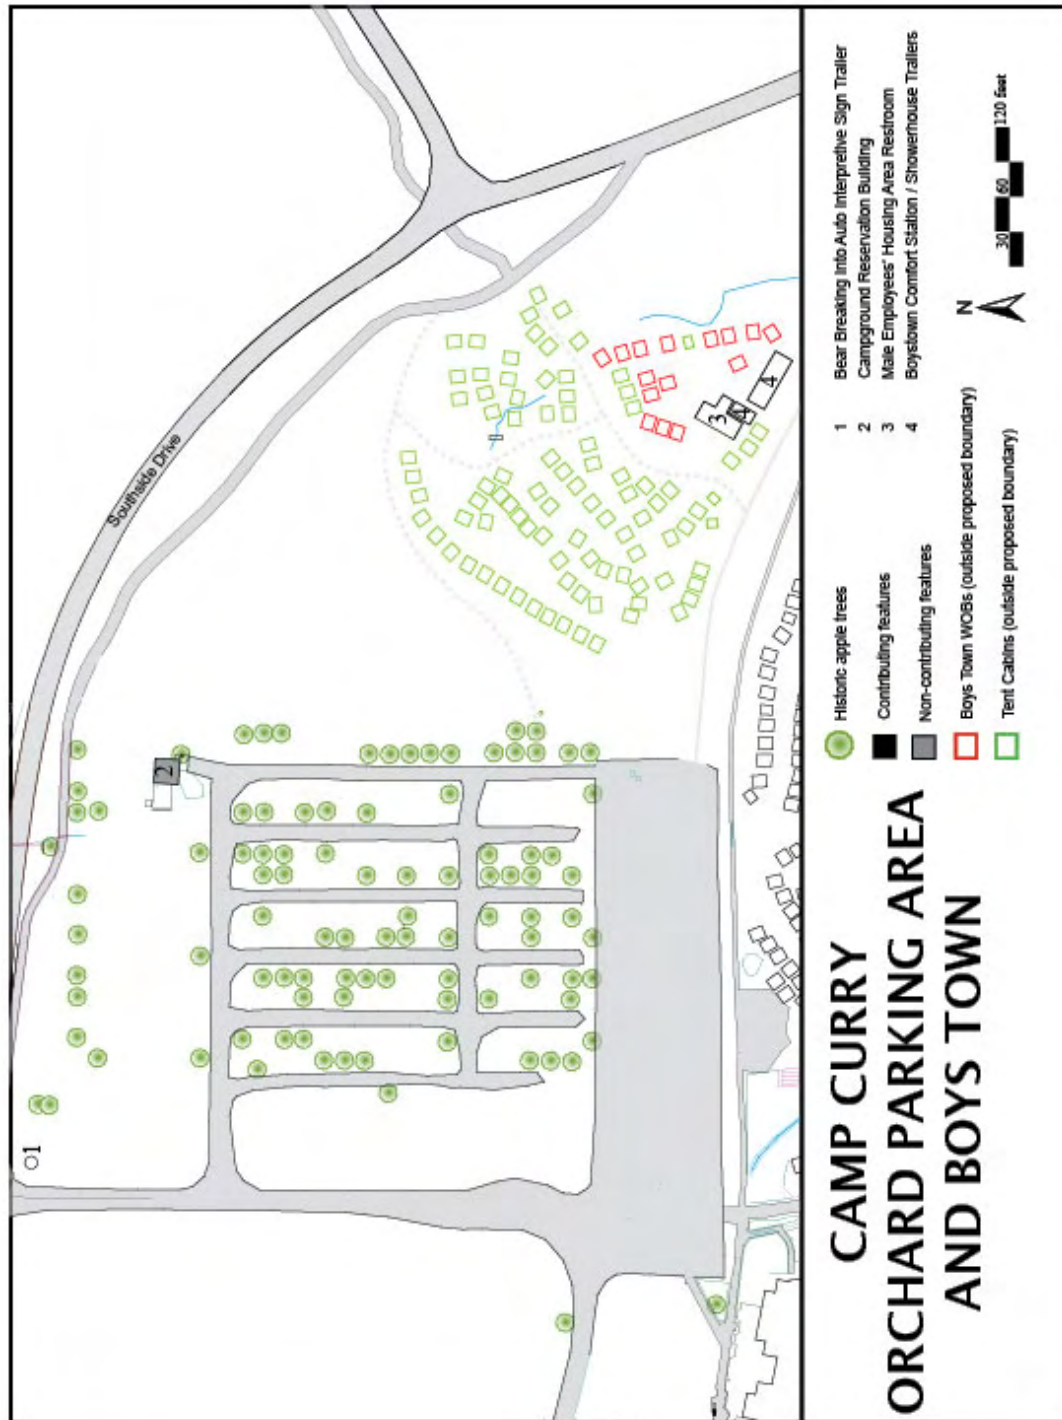 Southside Drive
1
2
3
4
4
CAMP CURRY
ORCHARD PARKING AREA
AND BOYS TOWN
Historic apple trees
Contributing features
Non-contributing features
Boys Town WOBs (outside proposed boundary)
Tent Cabins (outside proposed boundary)
1 Bear Breaking Into Auto Interpretive Sign Trailer
2 Campground Reservation Building
3 Male Employees' Housing Area Restroom
4 Boystown Comfort Station / Showerhouse Trailers
N
30 60 120 feet